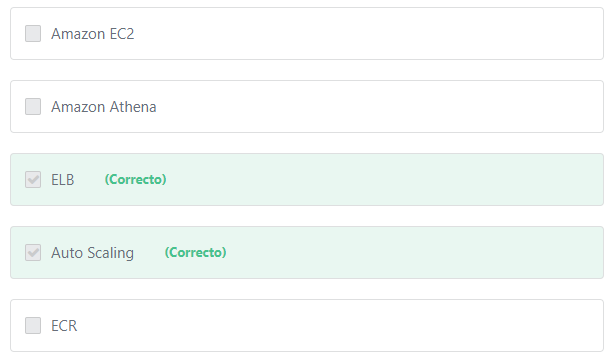 Amazon EC2
Amazon Athena
ELB (Correcto)
Auto Scaling (Correcto)
ECR